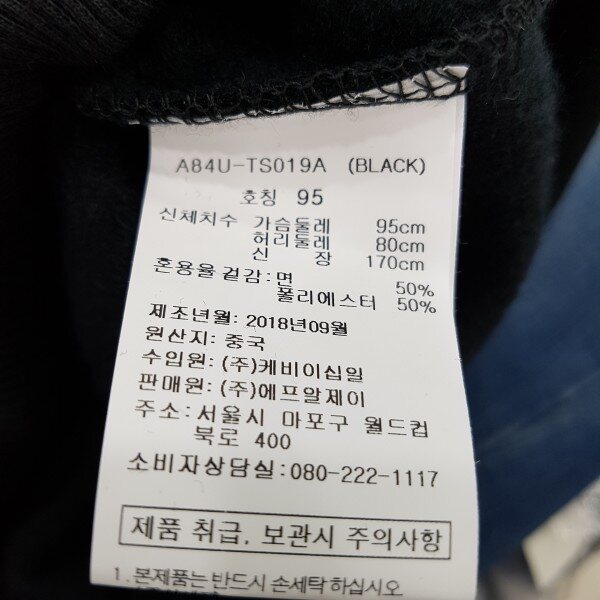 A84U-TS019A (BLACK)
호칭 95
신체치수 가슴둘레 95cm
허리둘레 80cm
신 장 170cm
혼용율 겉감:면 50%
폴리에스터 50%
제조년월: 2018년09월
원산지: 중국
수입원: (주)케비이십일
판매원: (주)에프알제이
주소:서울시 마포구 월드컵
북로 400
소비자상담실:080-222-1117
제품 취급, 보관시 주의사항
1.본제품는반드시 손세탁 하십시오